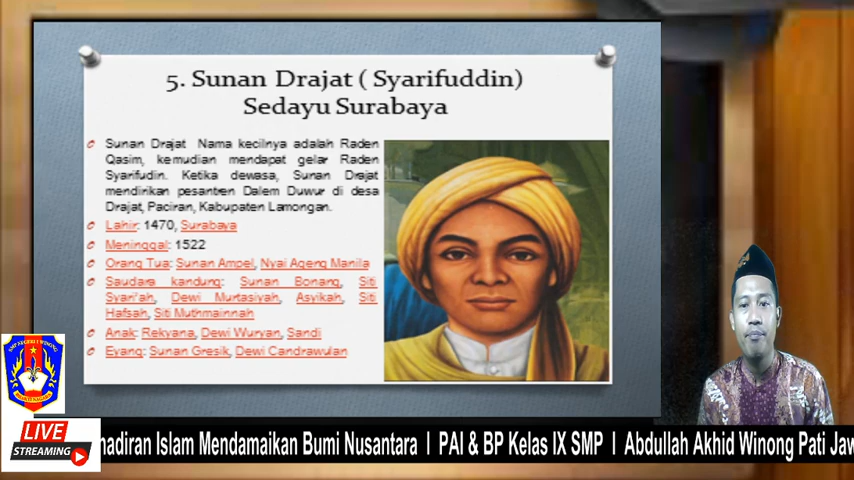 5. Sunan Drajat ( Syarifuddin)
Sedayu Surabaya
Sunan Drajat Nama kecilnya adalah Raden
Qasim, kemudian mendapat gelar Raden
Syarifudin. Ketika dewasa, Sunan Drajat
mendirikan pesantren Dalem Duwur di desa
Drajat, Paciran, Kabupaten Lamongan.
Lahir: 1470, Surabaya
Meninggal: 1522
Orang Tua: Sunan Ampel, Nyai Ageng Manila
Saudara kandung: Sunan Bonang, Siti
Syari'ah, Dewi Murtasiyah, Asyikah, Siti
Hafsah, Siti Muthmainnah
Anak: Rekyana, Dewi Wuryan, Sandi
Eyang: Sunan Gresik, Dewi Candrawulan
SMP NEGERI 1 WINONG
LIVE
STREAMING
hadiran Islam Mendamaikan Bumi Nusantara I PAI & BP Kelas IX SMP I Abdullah Akhid Winong Pati Jaw